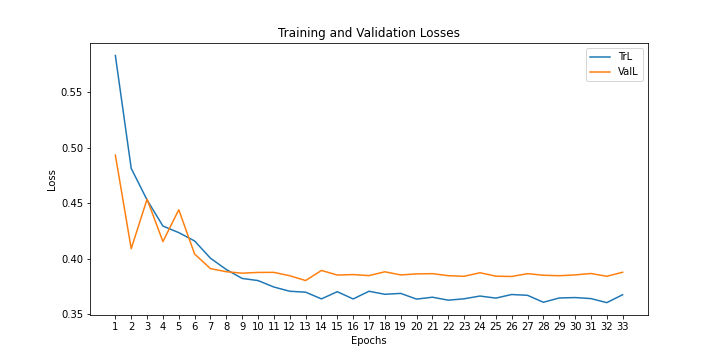 Training and Validation Losses
TrL
ValL
0.55
0.50
0.45
0.40
0.35
Loss
1 2 3 4 5 6 7 8 9 10 11 12 13 14 15 16 17 18 19 20 21 22 23 24 25 26 27 28 29 30 31 32 33
Epochs